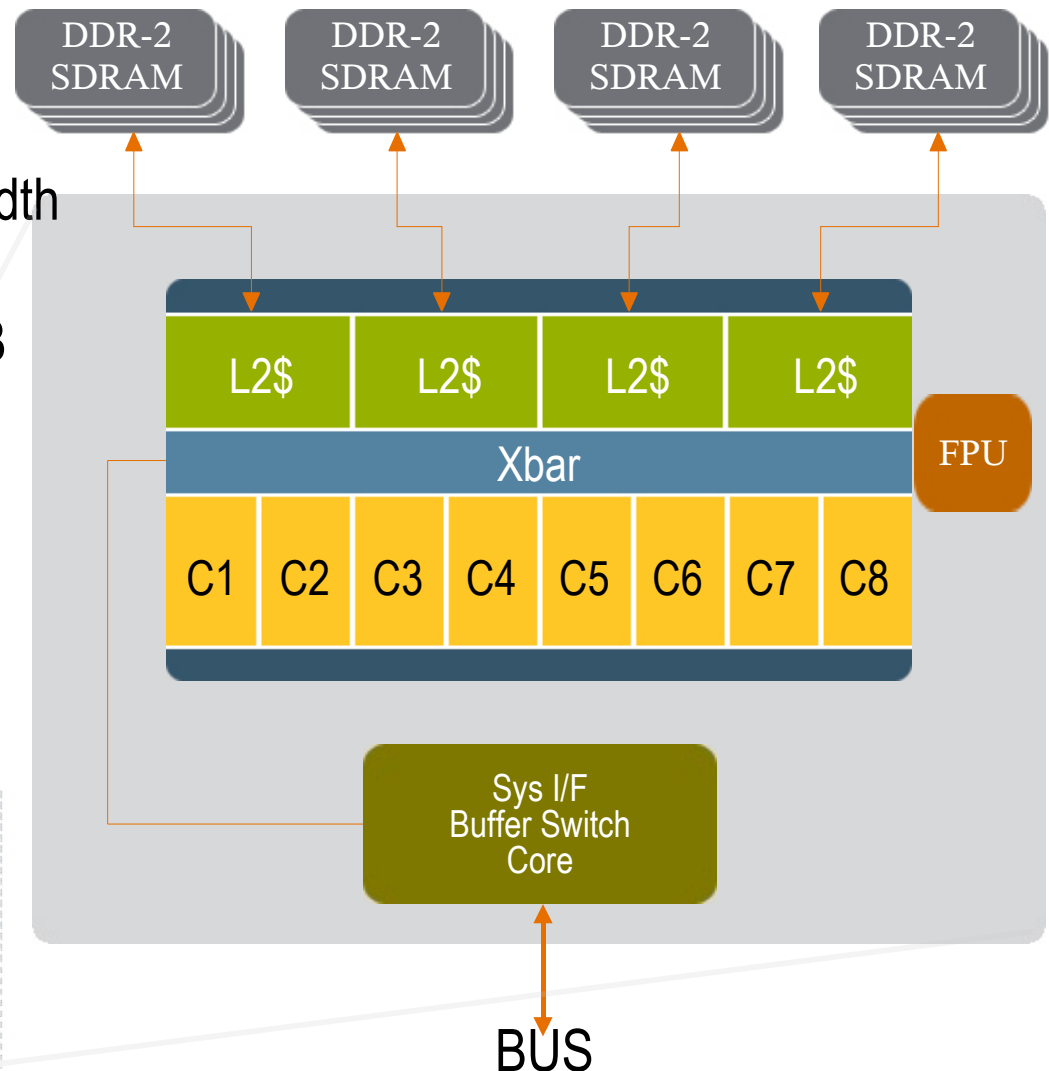 DDR-2
SDRAM
DDR-2
SDRAM
DDR-2
SDRAM
DDR-2
SDRAM
dth
L2$
L2$
L2$
L2$
Xbar
FPU
C1
C2
C3
C4
C5
C6
C7
C8
Sys I/F
Buffer Switch
Core
BUS